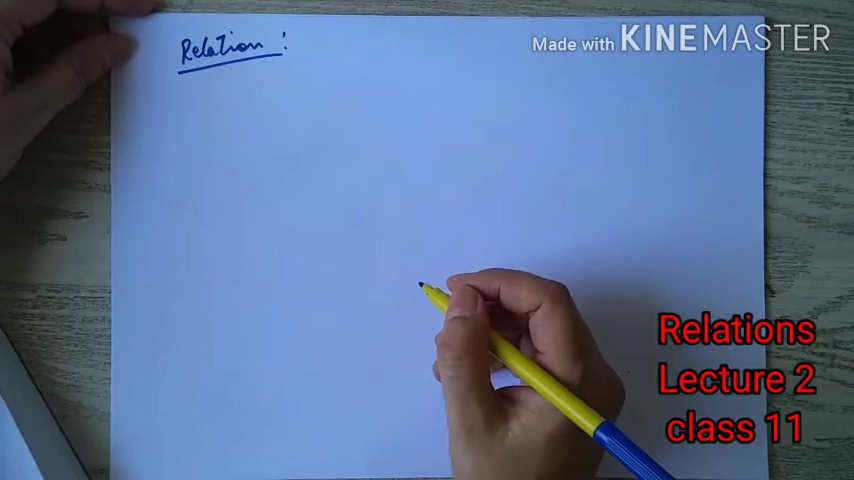 Relation :
Made with KINEMASTER
Relations
Lecture 2
class 11